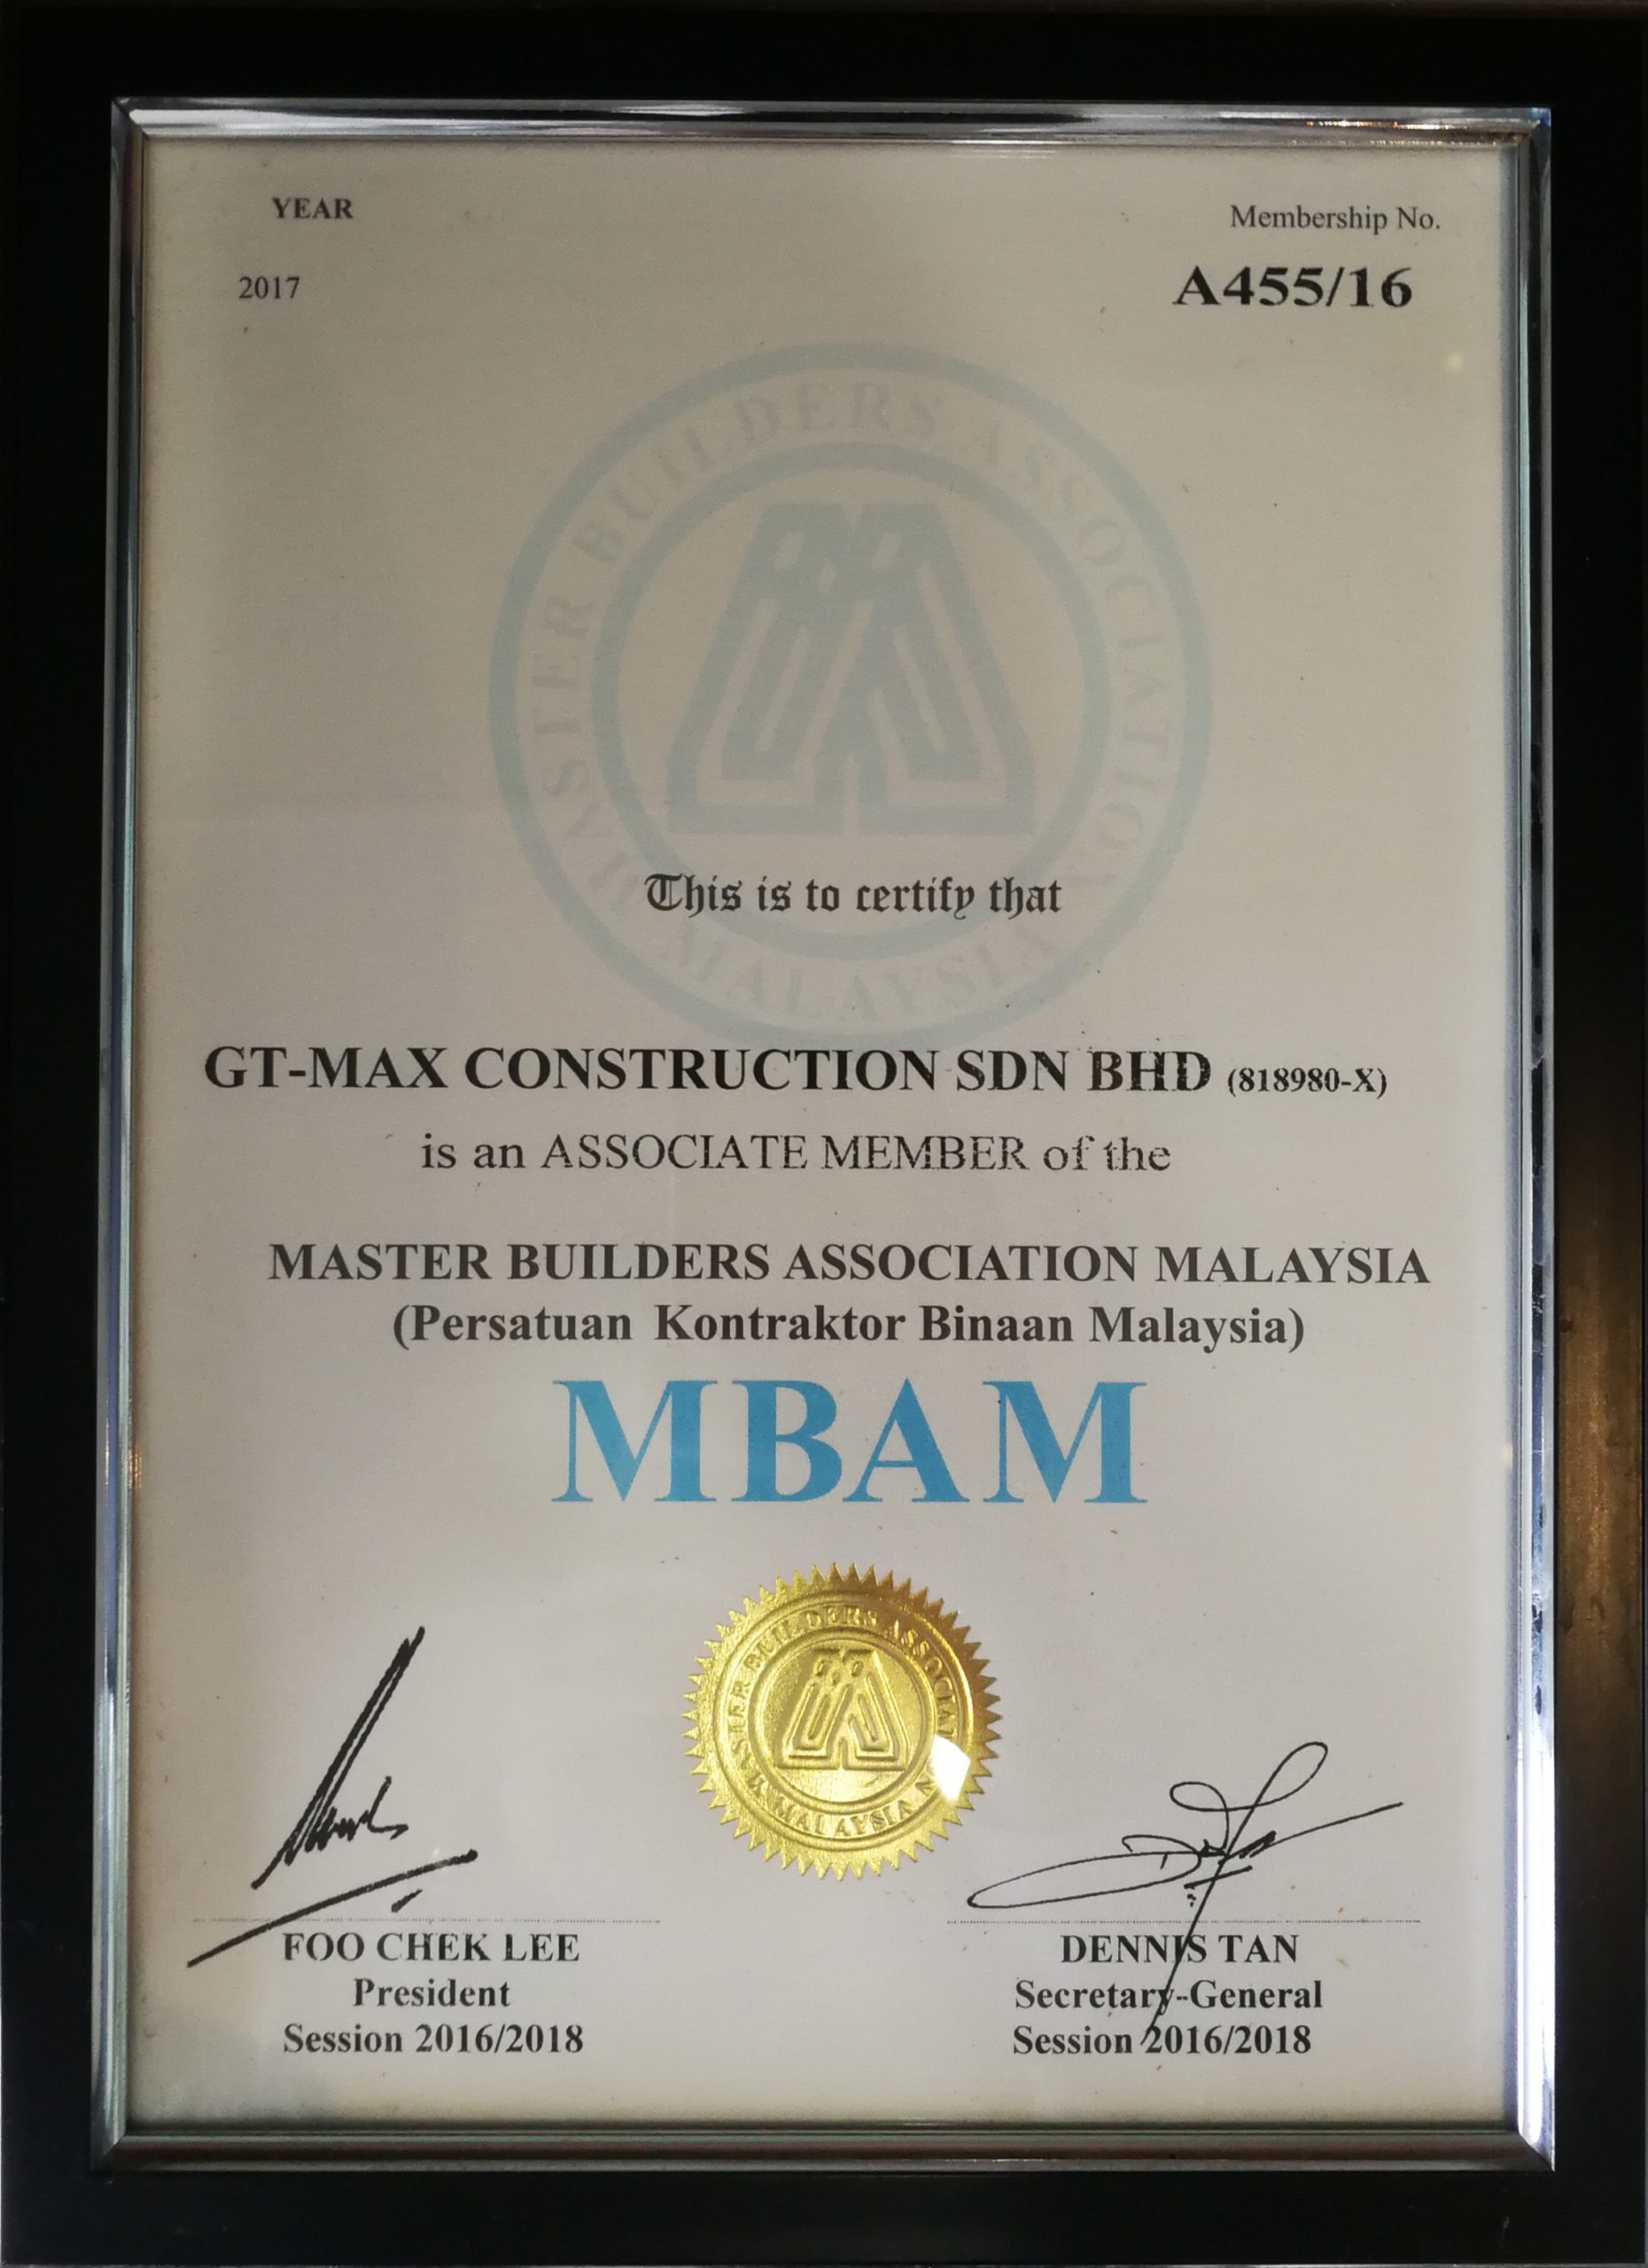 YEAR
Membership No.
2017
A455/16
MASTER BUILDERS ASSOCIATION
MALAYSIA
This is to certify that
GT-MAX CONSTRUCTION SDN BHD (818980-X)
is an ASSOCIATE MEMBER of the
MASTER BUILDERS ASSOCIATION MALAYSIA
(Persatuan Kontraktor Binaan Malaysia)
MBAM
MASTER BUILDERS ASSOCIATION
MALAYSIA
FOO CHEK LEE
President
Session 2016/2018
DENNIS TAN
Secretary-General
Session 2016/2018